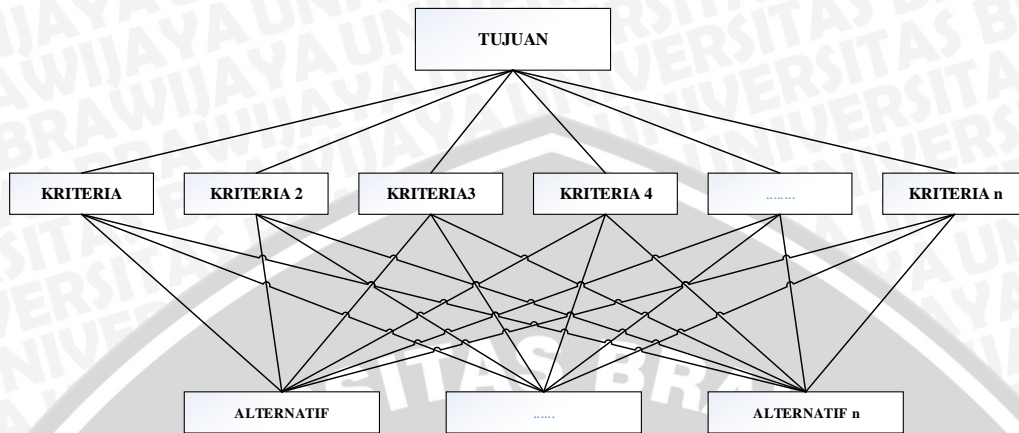 TUJUAN
KRITERIA
KRITERIA 2
KRITERIA3
KRITERIA 4
........
KRITERIA n
ALTERNATIF
......
ALTERNATIF n